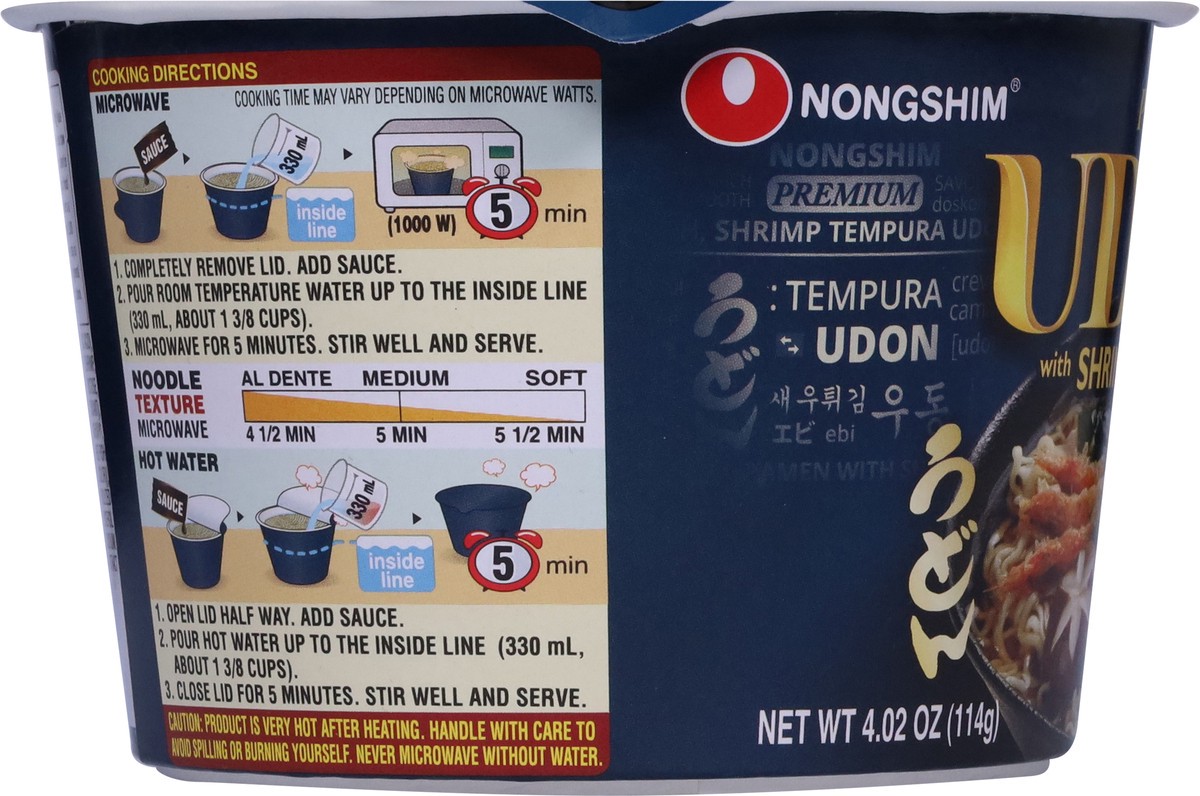 COOKING DIRECTIONS
MICROWAVE
COOKING TIME MAY VARY DEPENDING ON MICROWAVE WATTS.
SAUCE
330 mL
inside
line
(1000 W)
5 min
1. COMPLETELY REMOVE LID. ADD SAUCE.
2. POUR ROOM TEMPERATURE WATER UP TO THE INSIDE LINE
(330 mL, ABOUT 1 3/8 CUPS).
3. MICROWAVE FOR 5 MINUTES. STIR WELL AND SERVE.
NOODLE
TEXTURE
MICROWAVE
AL DENTE MEDIUM SOFT
4 1/2 MIN 5 MIN 5 1/2 MIN
HOT WATER
SAUCE
330 mL
inside
line
5 min
1. OPEN LID HALF WAY. ADD SAUCE.
2. POUR HOT WATER UP TO THE INSIDE LINE (330 mL,
ABOUT 1 3/8 CUPS).
3. CLOSE LID FOR 5 MINUTES. STIR WELL AND SERVE.
CAUTION: PRODUCT IS VERY HOT AFTER HEATING. HANDLE WITH CARE TO
AVOID SPILLING OR BURNING YOURSELF. NEVER MICROWAVE WITHOUT WATER.
NONGSHIM®
NONGSHIM
PREMIUM
SHRIMP TEMPURA UD
うどん
: TEMPURA
UDON
새우튀김 우동
エビ ebi
AMEN WITH
UD
with SHRI
うどん
NET WT 4.02 OZ (114g)